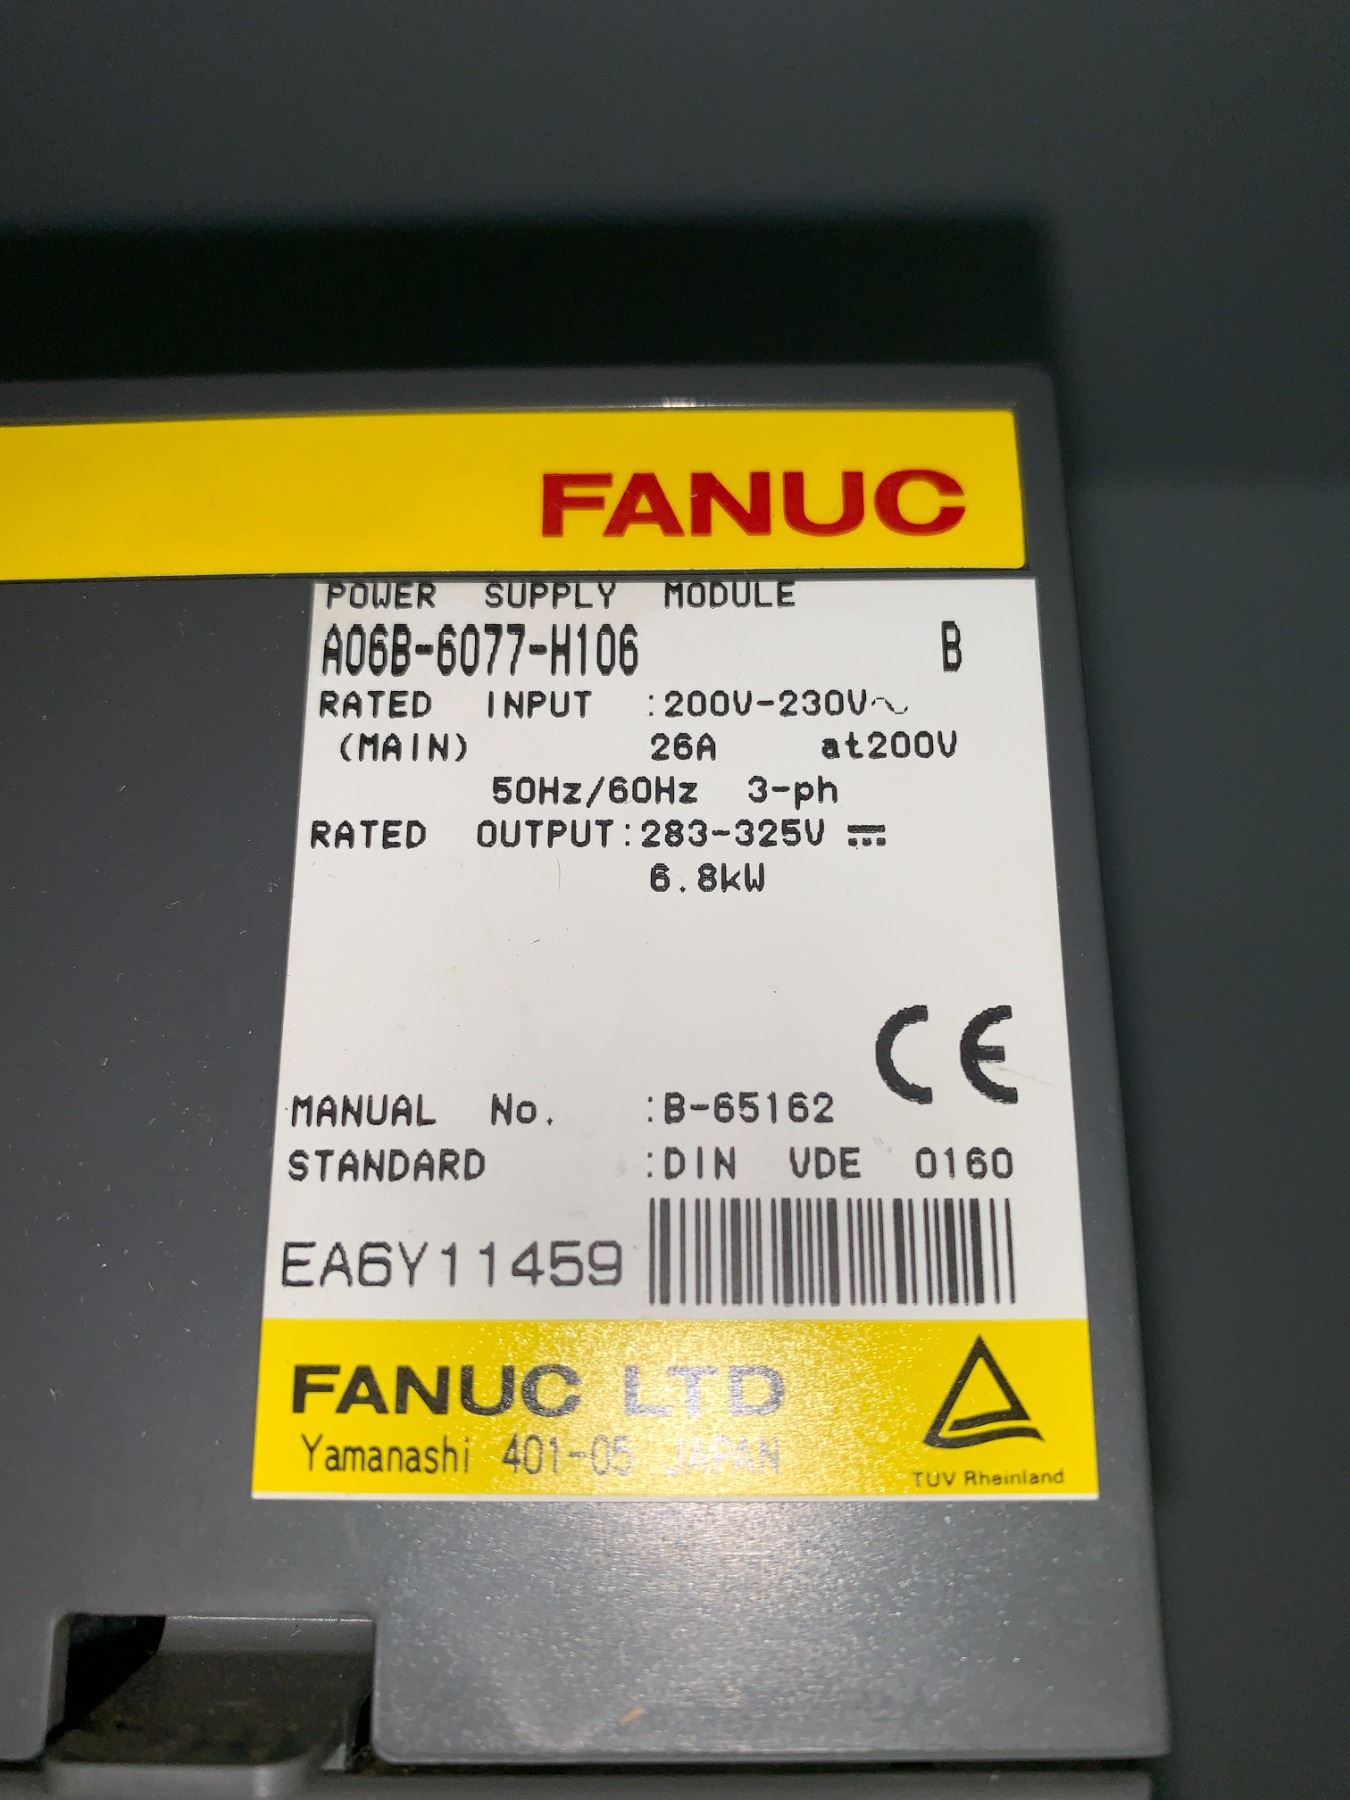 FANUC
POWER SUPPLY MODULE
A06B-6077-H106 B
RATED INPUT :200V-230V~
(MAIN) 26A at200V
50Hz/60Hz 3-ph
RATED OUTPUT:283-325V ⎓
6.8kW
CE
MANUAL No. :B-65162
STANDARD :DIN VDE 0160
EA6Y11459
FANUC LTD
Yamanashi 401-05 JAPAN
TUV Rheinland